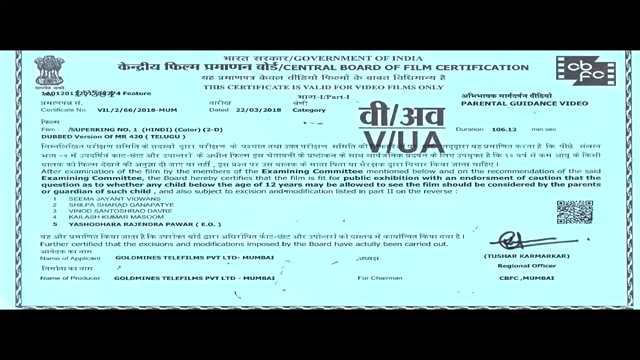 भारत सरकार/GOVERNMENT OF INDIA
केन्द्रीय फिल्म प्रमाणन बोर्ड/CENTRAL BOARD OF FILM CERTIFICATION
यह प्रमाणपत्र केवल वीडियो फिल्मों के बाबत विधिमान्य है
THIS CERTIFICATE IS VALID FOR VIDEO FILMS ONLY
भाग-I/Part-I
cbfc
Feature
प्रमाणपत्र सं. तारीख श्रेणी
Certificate No. VIL/2/66/2018-MUM Dated 22/03/2018 Category
वी/अव
V/UA
अभिभावक मार्गदर्शन वीडियो
PARENTAL GUIDANCE VIDEO
फिल्म
Film : /SUPERKING NO. 1 (HINDI) (Color) (2-D)
Duration 106.12 min.sec
DUBBED Version Of MR 420 ( TELUGU )
After examination of the film by the members of the Examining Committee mentioned below and on the recommendation of the said
Examining Committee, the Board hereby certifies that the film is fit for public exhibition with an endorsement of caution that the
question as to whether any child below the age of 12 years may be allowed to see the film should be considered by the parents
or guardian of such child , and also subject to excision and modification listed in part II on the reverse :
1 SEEMA JAYANT VIDWANS
2 SHILPA SHARAD GANAPATYE
3 VINOD SANTOSHRAO DAVRE
4 KAILASH KUMAR MASOOM
5 YASHODHARA RAJENDRA PAWAR ( E.O. )
Further certified that the excisions and modifications imposed by the Board have actully been carried out.
आवेदक का नाम
Name of Applicant GOLDMINES TELEFILMS PVT LTD- MUMBAI
अध्यक्ष
(TUSHAR KARMARKAR)
Regional Officer
निर्माता का नाम
Name of Producer GOLDMINES TELEFILMS PVT LTD- MUMBAI
For Chairman
CBFC, MUMBAI